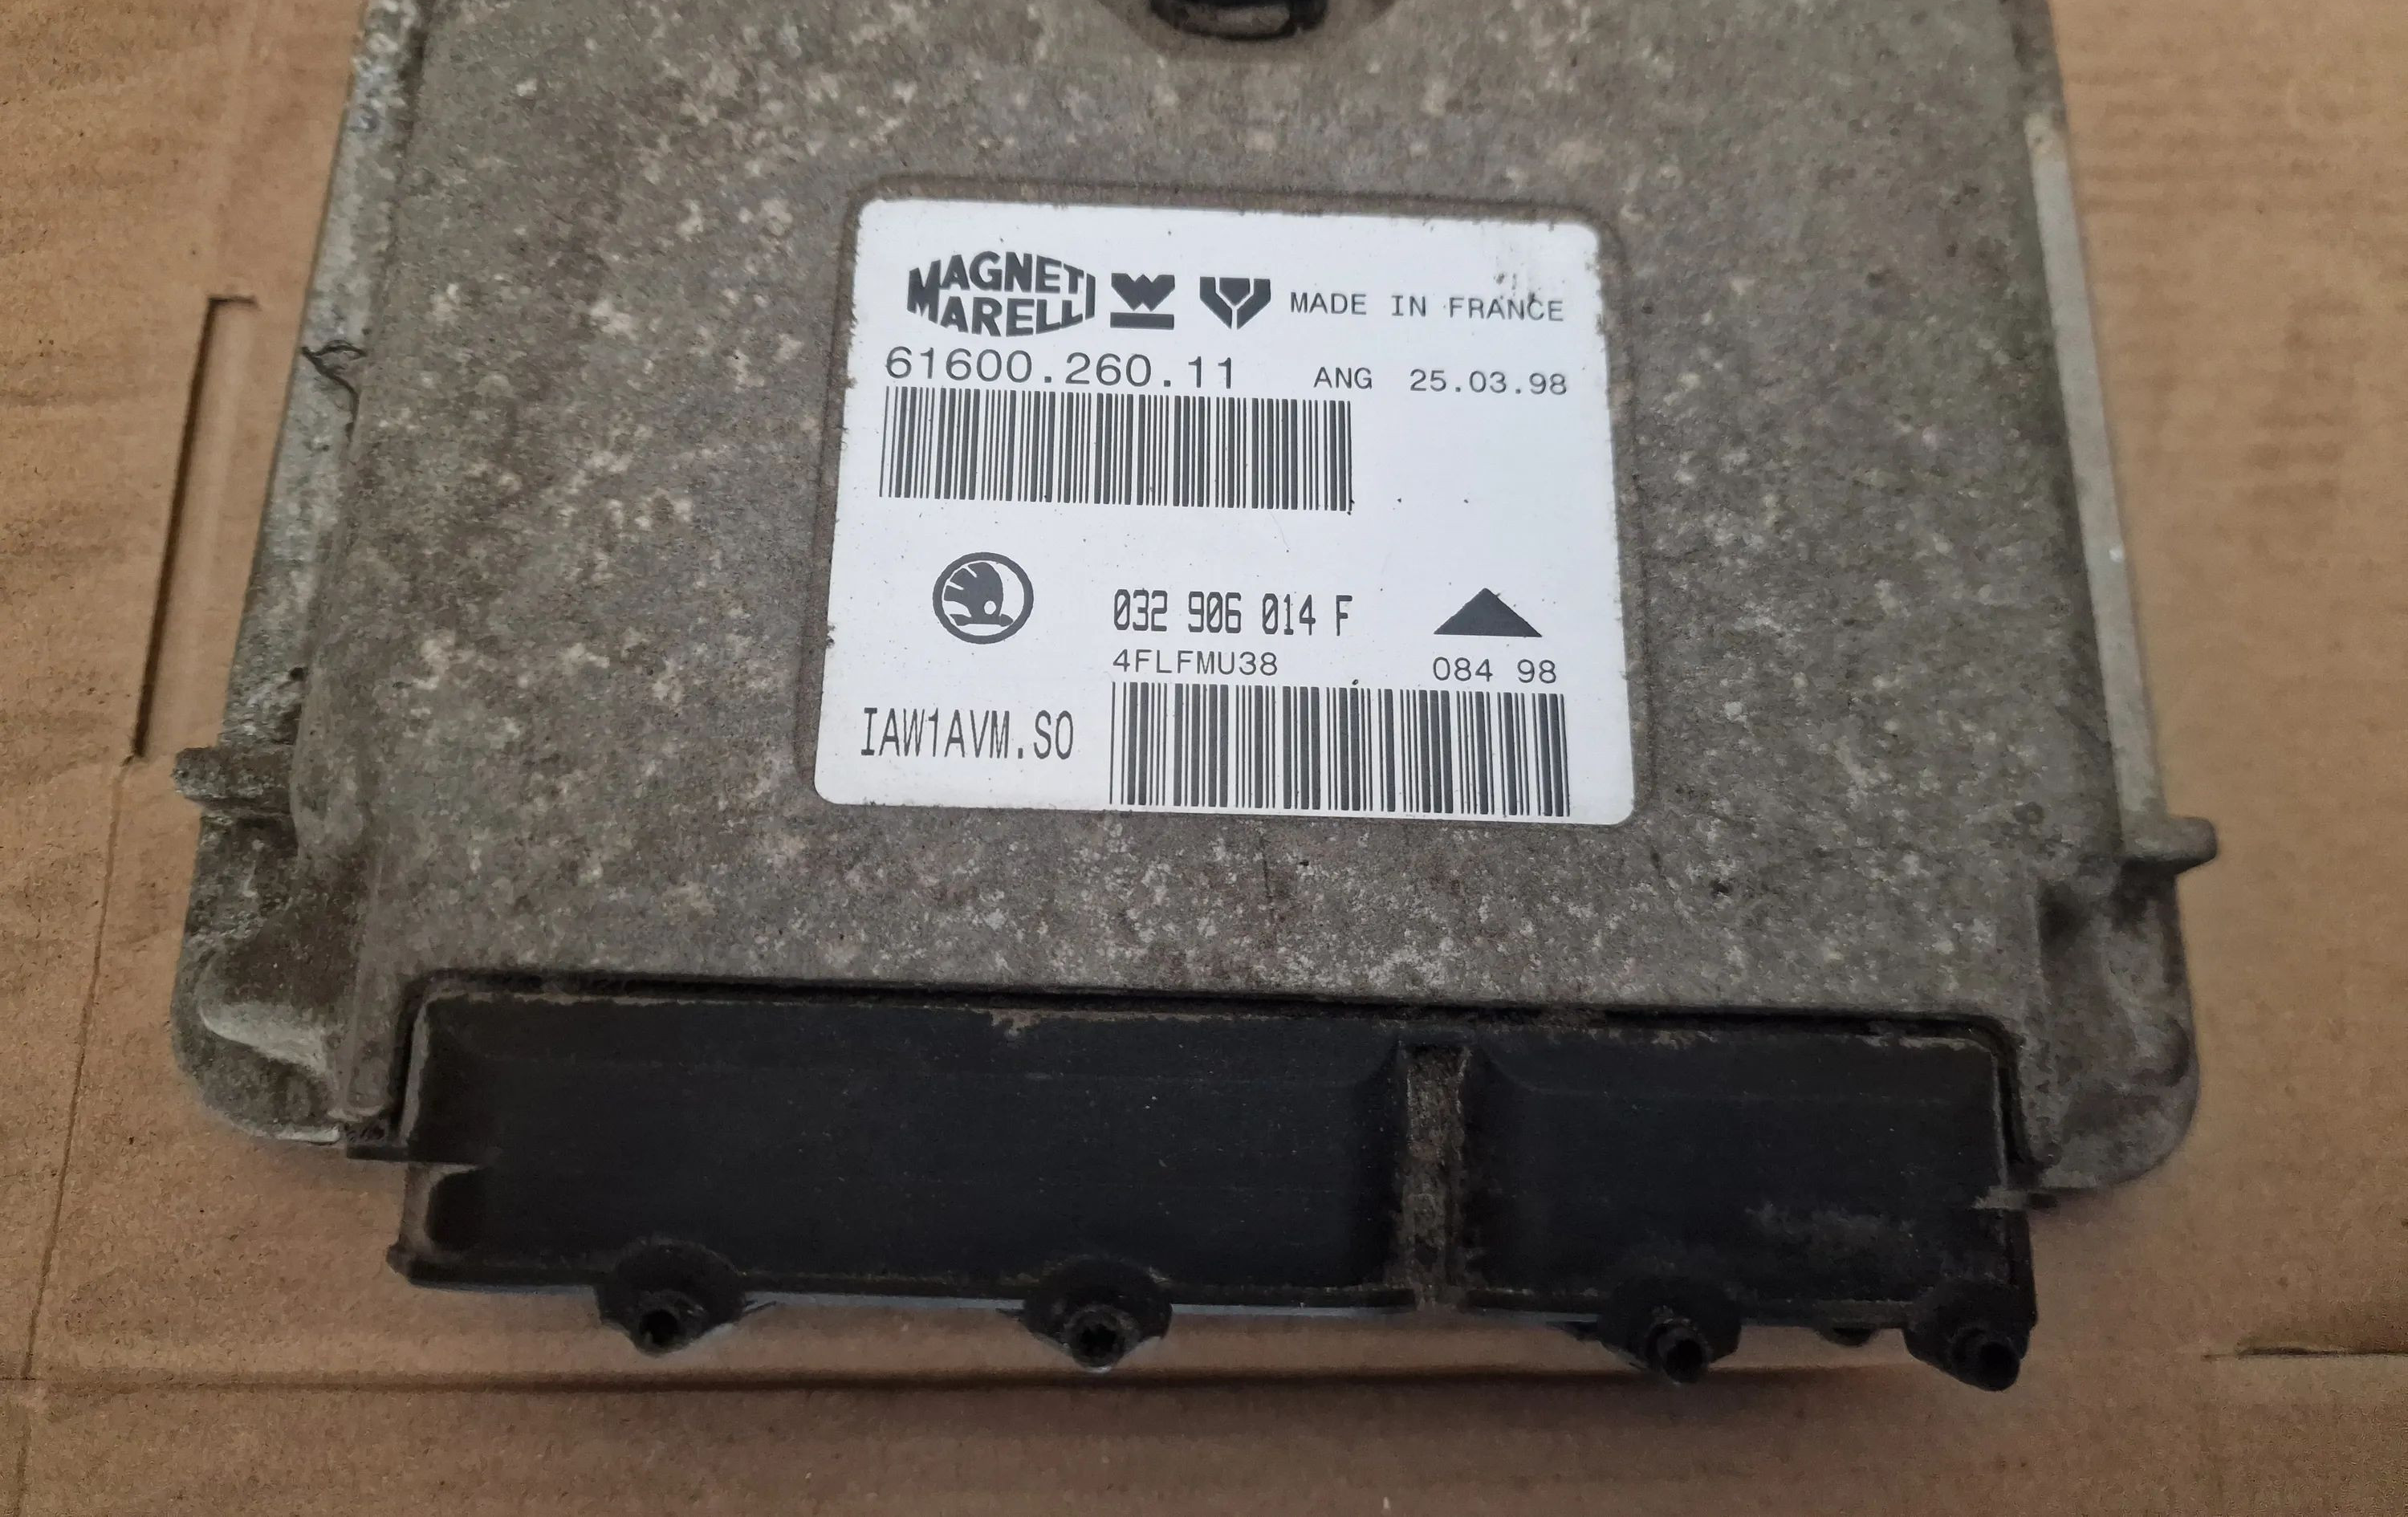 MAGNETI
MARELLI
MADE IN FRANCE
61600.260.11 ANG 25.03.98
032 906 014 F
4FLFMU38 084 98
IAW1AVM.S0